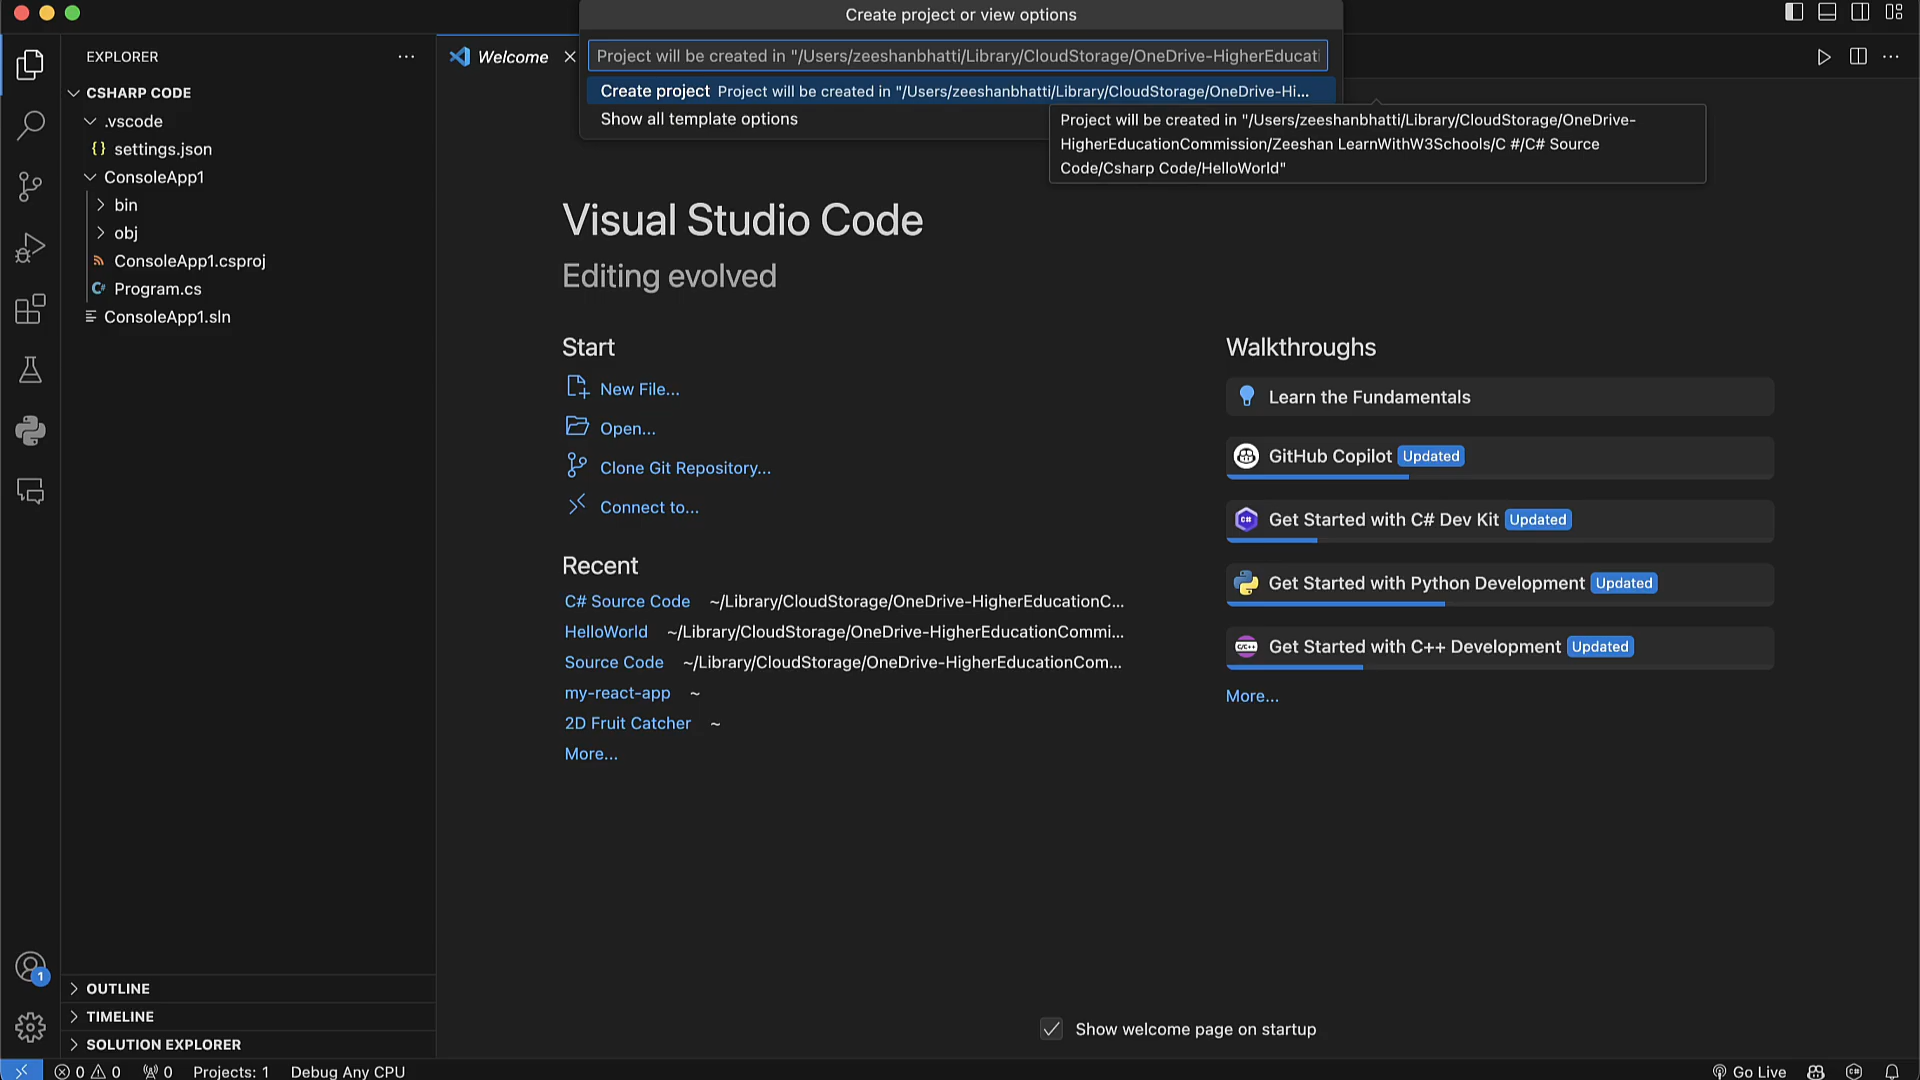 Create project or view options
Project will be created in "/Users/zeeshanbhatti/Library/CloudStorage/OneDrive-HigherEducati
Create project Project will be created in "/Users/zeeshanbhatti/Library/CloudStorage/OneDrive-Hi...
Show all template options
Project will be created in "/Users/zeeshanbhatti/Library/CloudStorage/OneDrive-
HigherEducationCommission/Zeeshan LearnWithW3Schools/C #/C# Source
Code/Csharp Code/HelloWorld"
EXPLORER
CSHARP CODE
.vscode
{} settings.json
ConsoleApp1
bin
obj
ConsoleApp1.csproj
C# Program.cs
ConsoleApp1.sln
OUTLINE
TIMELINE
SOLUTION EXPLORER
1
Welcome
Visual Studio Code
Editing evolved
Start
New File...
Open...
Clone Git Repository...
Connect to...
Recent
C# Source Code ~/Library/CloudStorage/OneDrive-HigherEducationC...
HelloWorld ~/Library/CloudStorage/OneDrive-HigherEducationCommi...
Source Code ~/Library/CloudStorage/OneDrive-HigherEducationCom...
my-react-app ~
2D Fruit Catcher ~
More...
Walkthroughs
Learn the Fundamentals
GitHub Copilot Updated
C# Get Started with C# Dev Kit Updated
Get Started with Python Development Updated
C/C++ Get Started with C++ Development Updated
More...
Show welcome page on startup
0 0 0 Projects: 1 Debug Any CPU
Go Live